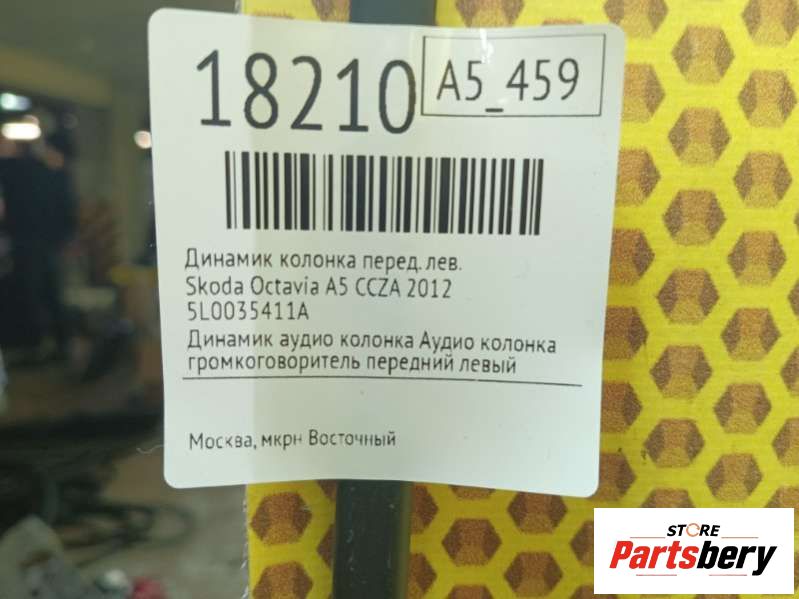 18210
A5_459
Динамик колонка перед. лев.
Skoda Octavia A5 CCZA 2012
5L0035411A
Динамик аудио колонка Аудио колонка
громкоговоритель передний левый
Москва, мкрн Восточный
STORE
Partsbery